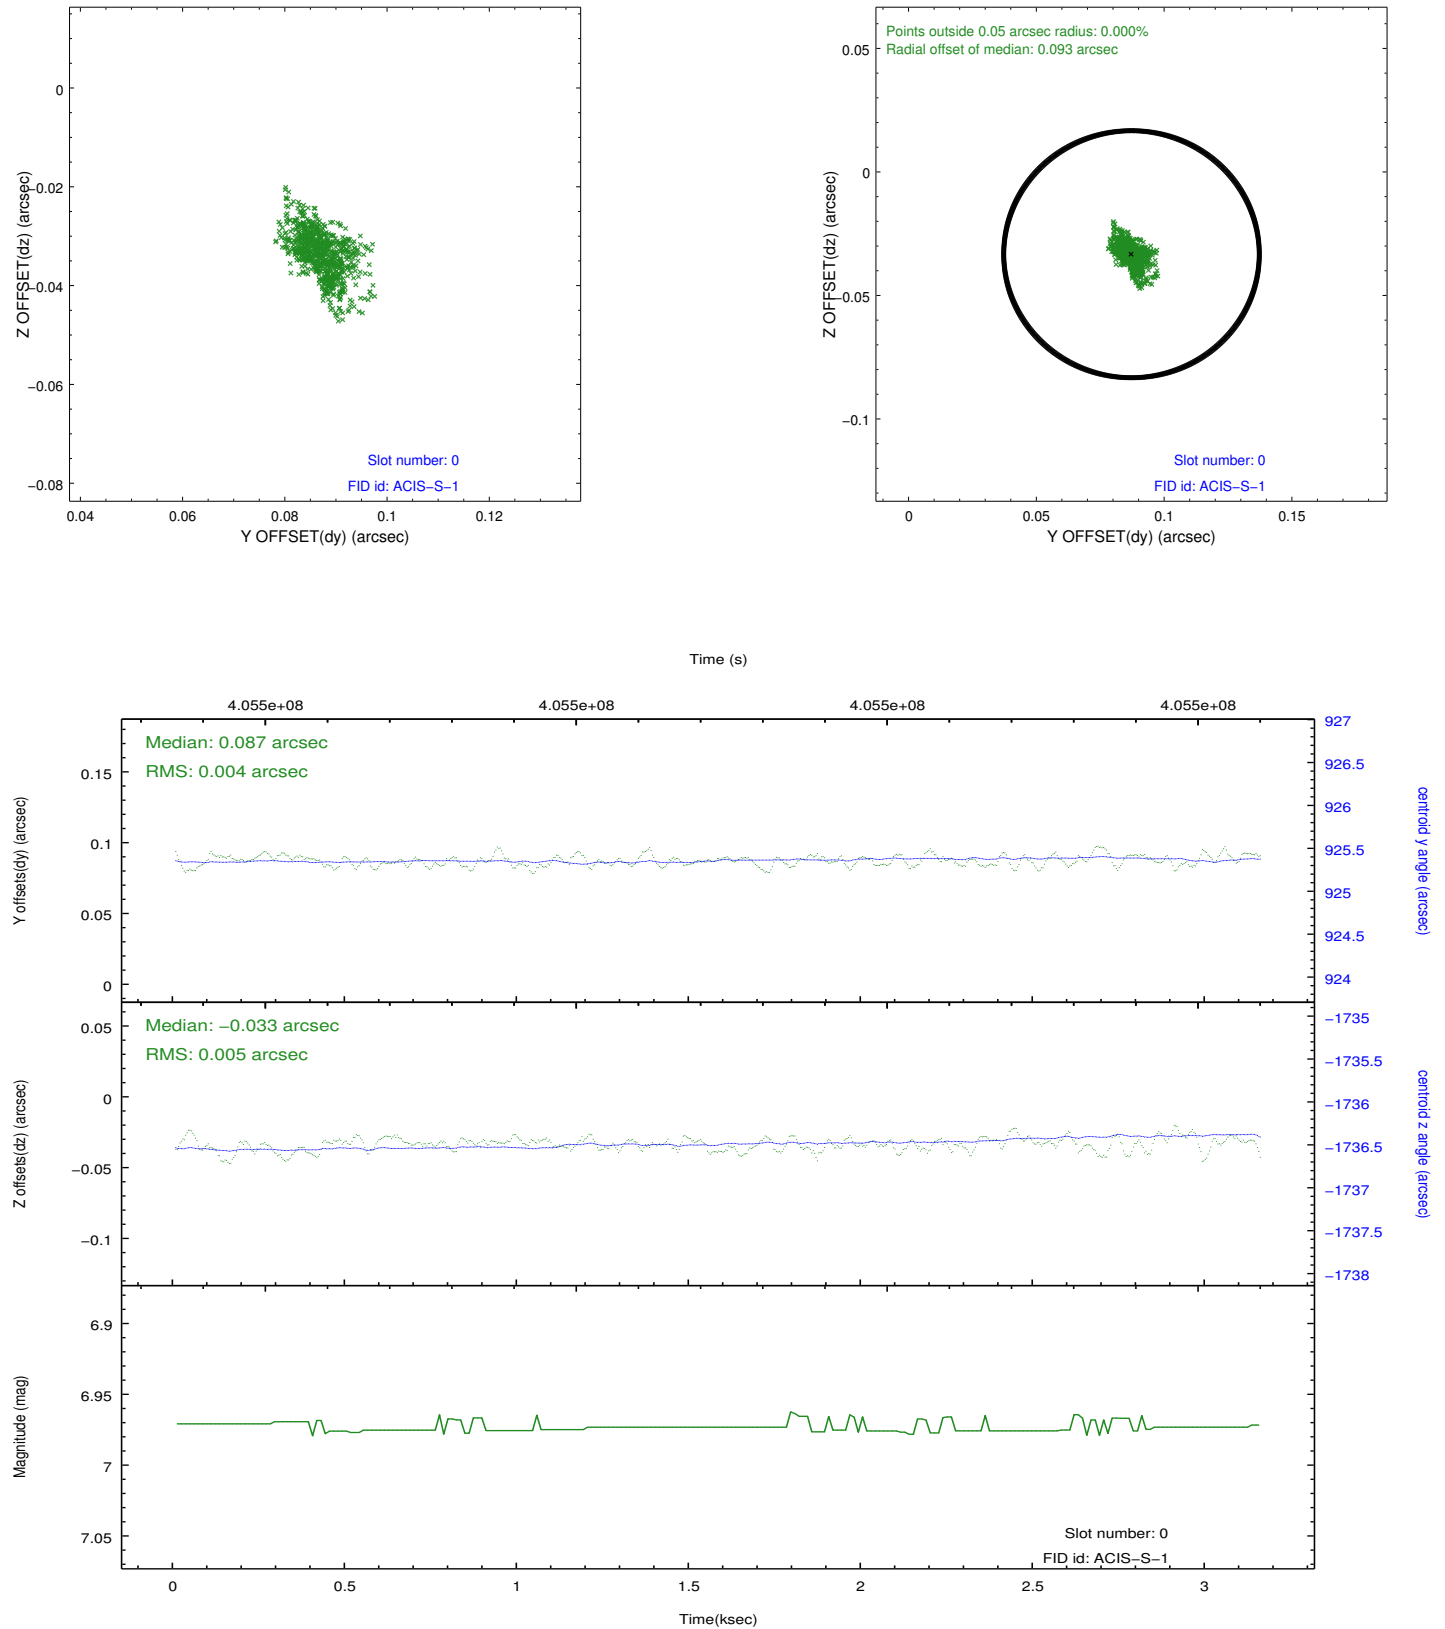 0
−0.02
−0.04
−0.06
−0.08
Z OFFSET(dz) (arcsec)
0.04
0.06
0.08
0.1
0.12
Y OFFSET(dy) (arcsec)
Slot number: 0
FID id: ACIS−S−1
Points outside 0.05 arcsec radius: 0.000%
Radial offset of median: 0.093 arcsec
0.05
0
−0.05
−0.1
Z OFFSET(dz) (arcsec)
0
0.05
0.1
0.15
Y OFFSET(dy) (arcsec)
Slot number: 0
FID id: ACIS−S−1
Time (s)
4.055e+08
4.055e+08
4.055e+08
4.055e+08
Median: 0.087 arcsec
RMS: 0.004 arcsec
0.15
0.1
0.05
0
Y offsets(dy) (arcsec)
927
926.5
926
925.5
925
924.5
924
centroid y angle (arcsec)
Median: −0.033 arcsec
RMS: 0.005 arcsec
0.05
0
−0.05
−0.1
Z offsets(dz) (arcsec)
−1735
−1735.5
−1736
−1736.5
−1737
−1737.5
−1738
centroid z angle (arcsec)
6.9
6.95
7
7.05
Magnitude (mag)
Slot number: 0
FID id: ACIS−S−1
0
0.5
1
1.5
2
2.5
3
Time(ksec)